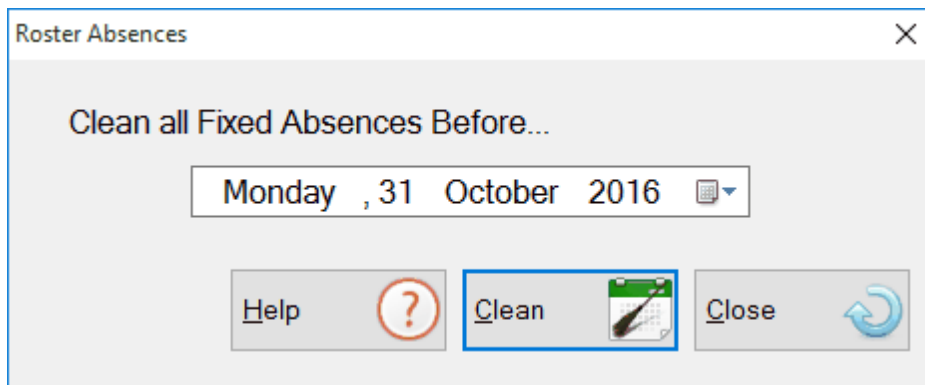 Roster Absences
Clean all Fixed Absences Before...
Monday , 31 October 2016
Help ? Clean Close